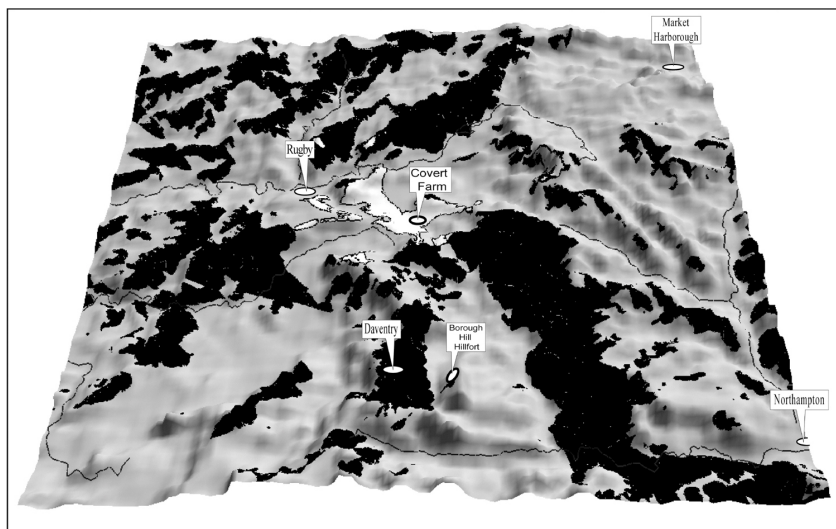 Market
Harborough
Rugby
Covert
Farm
Daventry
Borough
Hill
Hillfort
Northampton